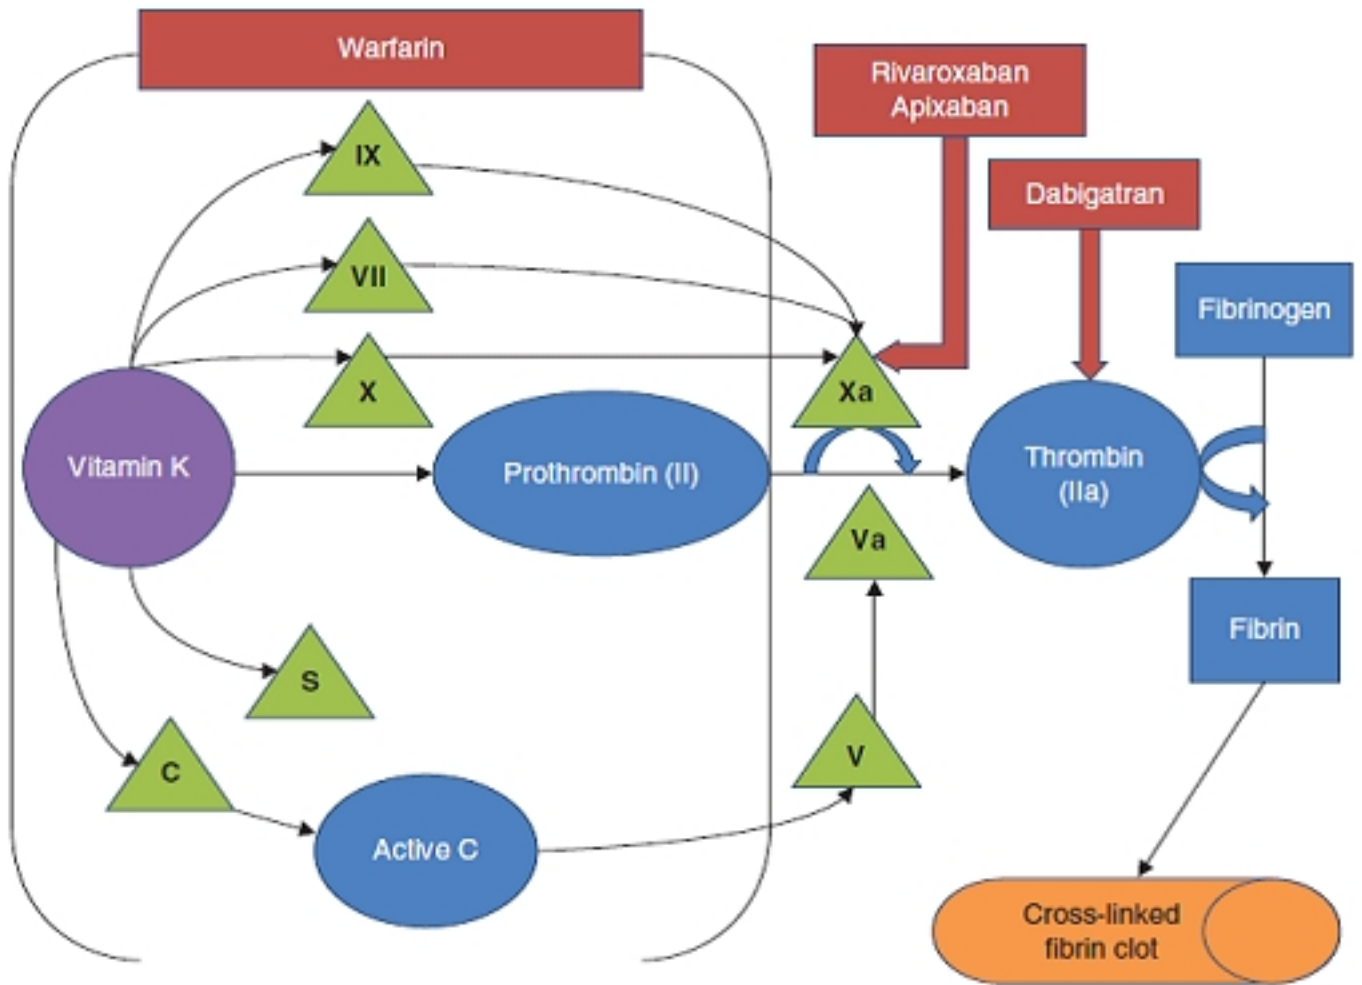 Warfarin
Rivaroxaban
Apixaban
Dabigatran
IX
VII
X
Xa
Fibrinogen
Vitamin K
Prothrombin (II)
Thrombin
(IIa)
Va
Fibrin
S
C
V
Active C
Cross-linked
fibrin clot